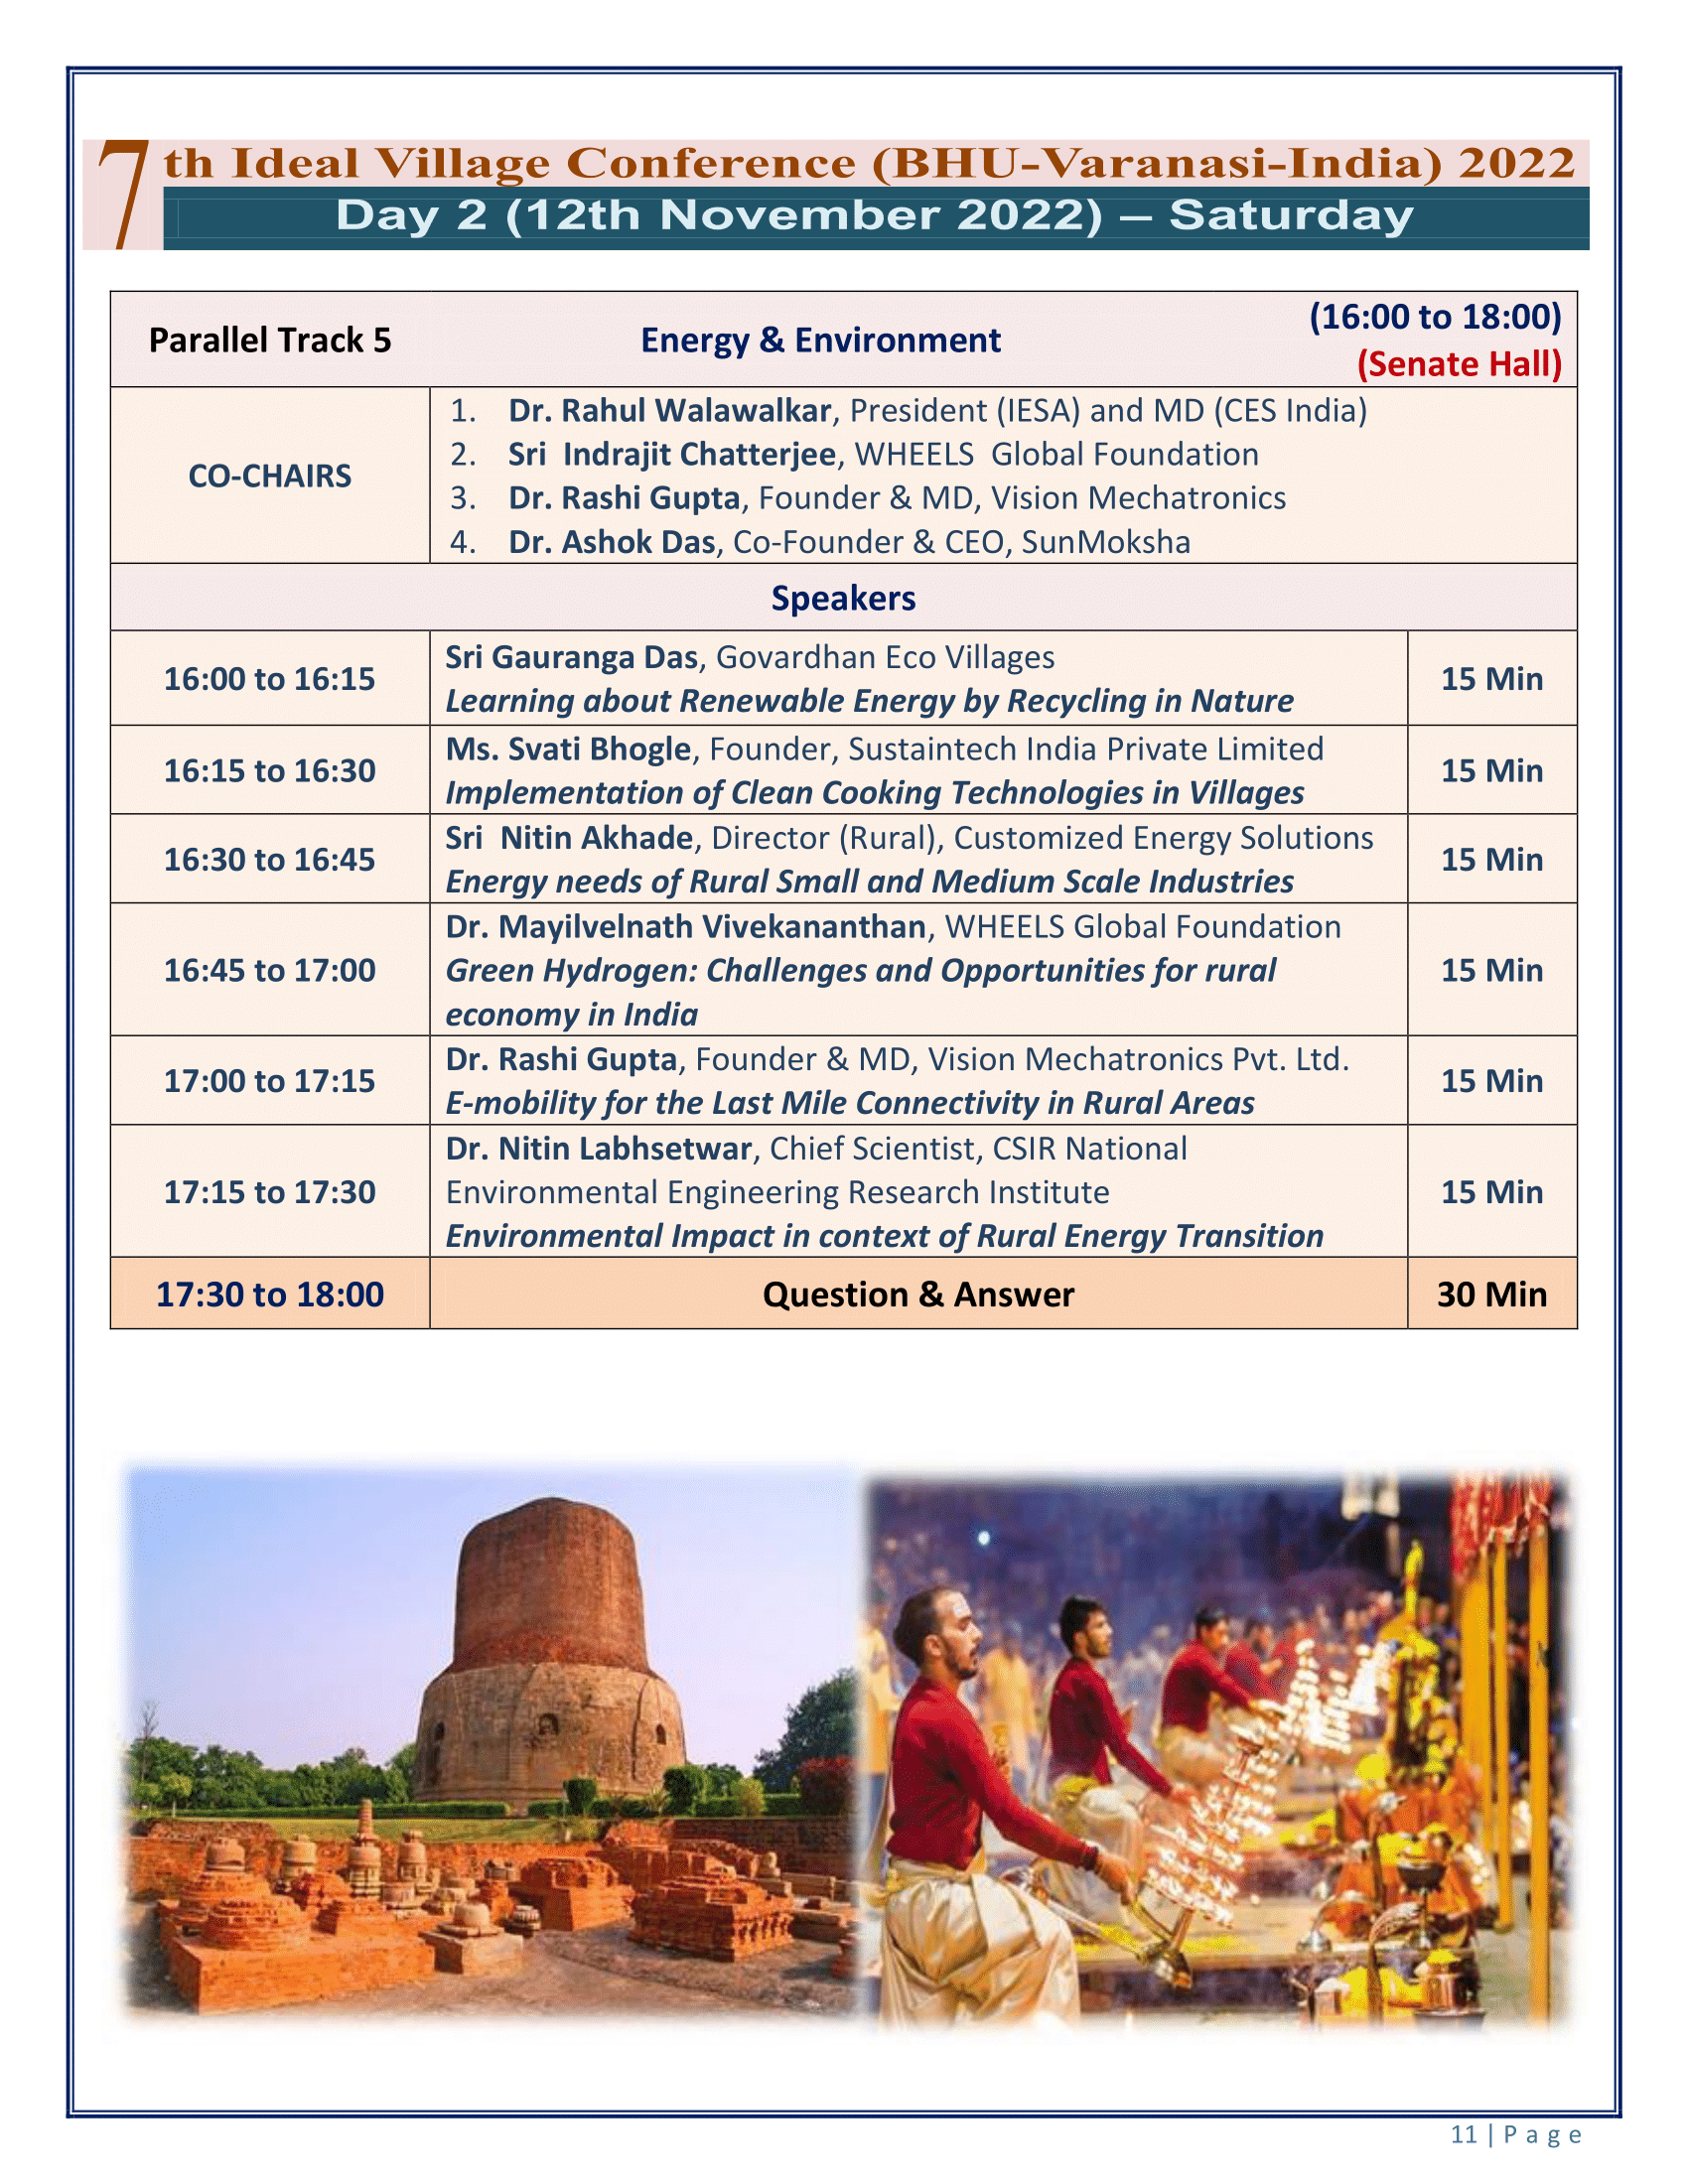 7th Ideal Village Conference (BHU-Varanasi-India) 2022
Day 2 (12th November 2022) – Saturday
Parallel Track 5
Energy & Environment
(16:00 to 18:00)
(Senate Hall)
CO-CHAIRS
1. Dr. Rahul Walawalkar, President (IESA) and MD (CES India)
2. Sri Indrajit Chatterjee, WHEELS Global Foundation
3. Dr. Rashi Gupta, Founder & MD, Vision Mechatronics
4. Dr. Ashok Das, Co-Founder & CEO, SunMoksha
Speakers
16:00 to 16:15
Sri Gauranga Das, Govardhan Eco Villages
Learning about Renewable Energy by Recycling in Nature
15 Min
16:15 to 16:30
Ms. Svati Bhogle, Founder, Sustaintech India Private Limited
Implementation of Clean Cooking Technologies in Villages
15 Min
16:30 to 16:45
Sri Nitin Akhade, Director (Rural), Customized Energy Solutions
Energy needs of Rural Small and Medium Scale Industries
15 Min
16:45 to 17:00
Dr. Mayilvelnath Vivekananthan, WHEELS Global Foundation
Green Hydrogen: Challenges and Opportunities for rural
economy in India
15 Min
17:00 to 17:15
Dr. Rashi Gupta, Founder & MD, Vision Mechatronics Pvt. Ltd.
E-mobility for the Last Mile Connectivity in Rural Areas
15 Min
17:15 to 17:30
Dr. Nitin Labhsetwar, Chief Scientist, CSIR National
Environmental Engineering Research Institute
Environmental Impact in context of Rural Energy Transition
15 Min
17:30 to 18:00
Question & Answer
30 Min
11 | P a g e